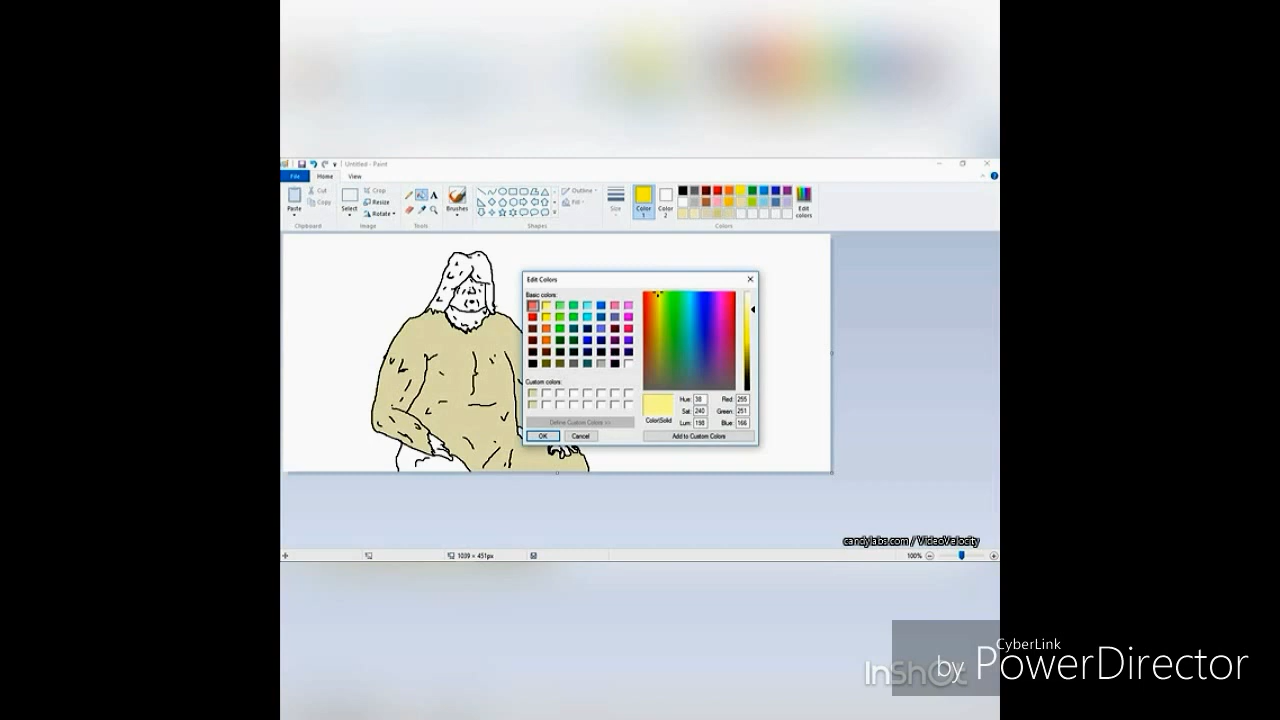 Untitled - Paint
File Home View
Paste Cut Copy Clipboard
Select Crop Resize Rotate Image
Tools
Brushes
Shapes
Outline Fill
Size
Color 1
Color 2
Edit colors
Colors
Edit Colors
Basic colors:
Custom colors:
Define Custom Colors >>
OK Cancel
Color|Solid
Hue: 38 Red: 255
Sat: 240 Green: 251
Lum: 198 Blue: 166
Add to Custom Colors
candylabs.com / VideoVelocity
1039 × 451px
100%
InShOt
CyberLink
by PowerDirector